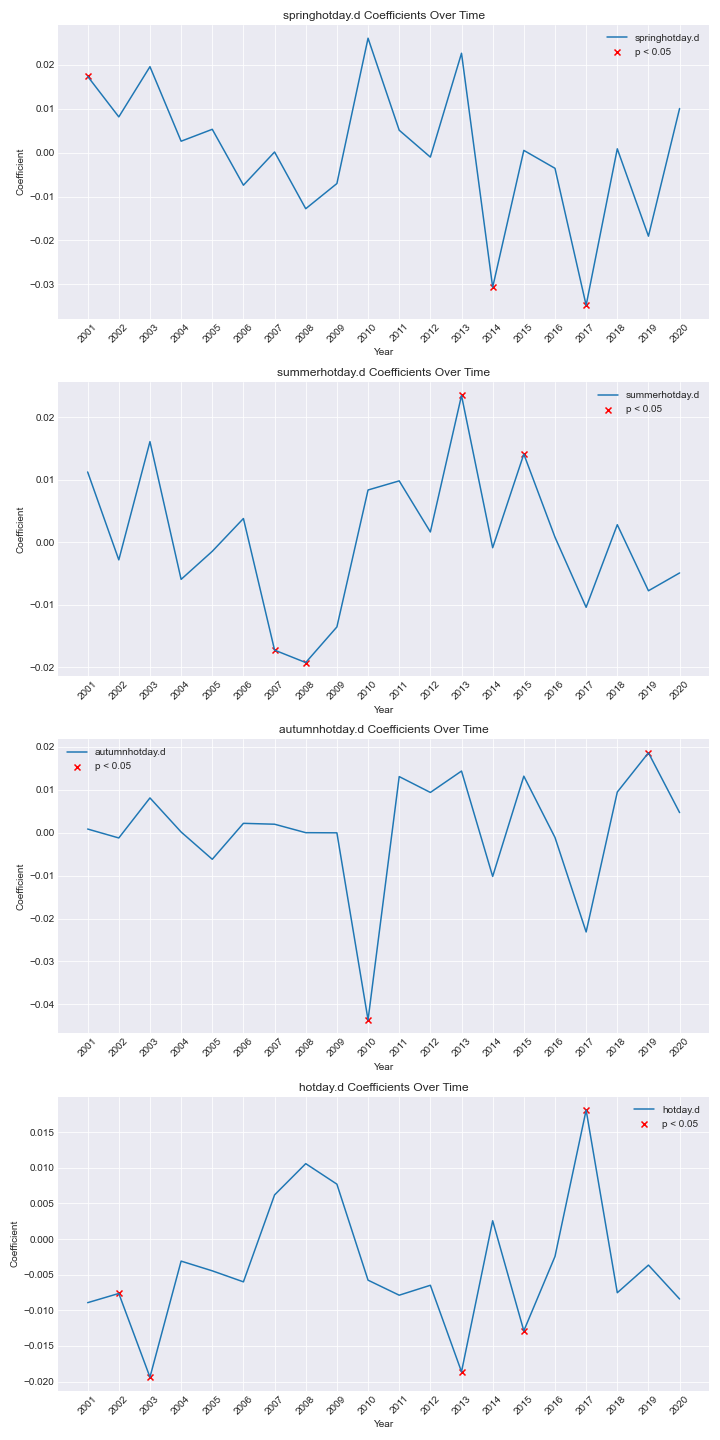 springhotday.d Coefficients Over Time
springhotday.d
p < 0.05
0.02
0.01
0.00
−0.01
−0.02
−0.03
Coefficient
2001 2002 2003 2004 2005 2006 2007 2008 2009 2010 2011 2012 2013 2014 2015 2016 2017 2018 2019 2020
Year
summerhotday.d Coefficients Over Time
summerhotday.d
p < 0.05
0.02
0.01
0.00
−0.01
−0.02
Coefficient
2001 2002 2003 2004 2005 2006 2007 2008 2009 2010 2011 2012 2013 2014 2015 2016 2017 2018 2019 2020
Year
autumnhotday.d Coefficients Over Time
autumnhotday.d
p < 0.05
0.02
0.01
0.00
−0.01
−0.02
−0.03
−0.04
Coefficient
2001 2002 2003 2004 2005 2006 2007 2008 2009 2010 2011 2012 2013 2014 2015 2016 2017 2018 2019 2020
Year
hotday.d Coefficients Over Time
hotday.d
p < 0.05
0.015
0.010
0.005
0.000
−0.005
−0.010
−0.015
−0.020
Coefficient
2001 2002 2003 2004 2005 2006 2007 2008 2009 2010 2011 2012 2013 2014 2015 2016 2017 2018 2019 2020
Year